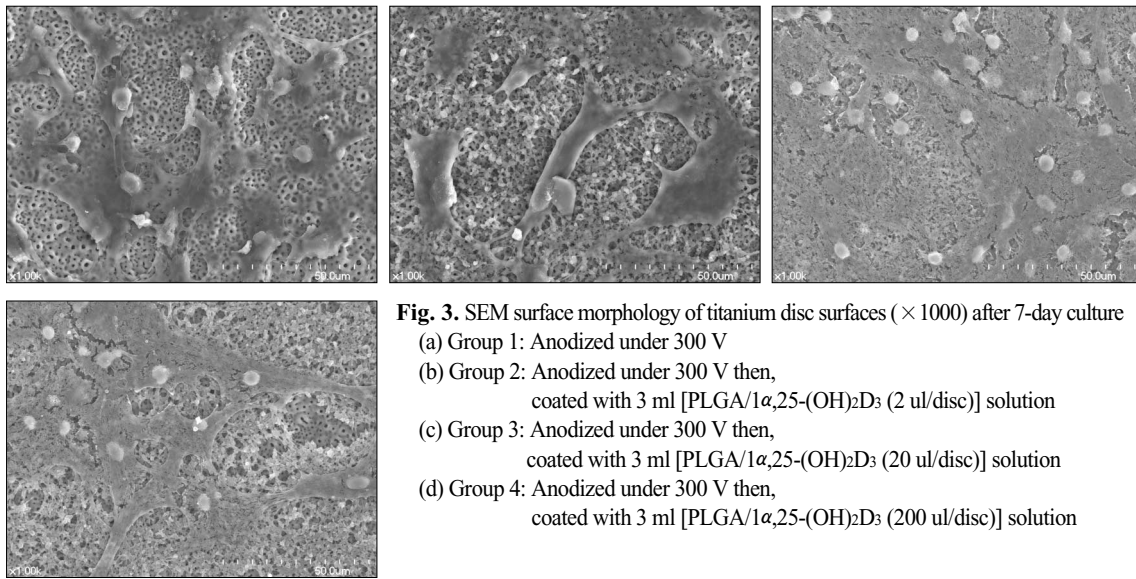 x1.00k 50.0um
x1.00k 50.0um
x1.00k 50.0um
x1.00k 50.0um
Fig. 3. SEM surface morphology of titanium disc surfaces (×1000) after 7-day culture
(a) Group 1: Anodized under 300 V
(b) Group 2: Anodized under 300 V then,
coated with 3 ml [PLGA/1α,25-(OH)2D3 (2 ul/disc)] solution
(c) Group 3: Anodized under 300 V then,
coated with 3 ml [PLGA/1α,25-(OH)2D3 (20 ul/disc)] solution
(d) Group 4: Anodized under 300 V then,
coated with 3 ml [PLGA/1α,25-(OH)2D3 (200 ul/disc)] solution